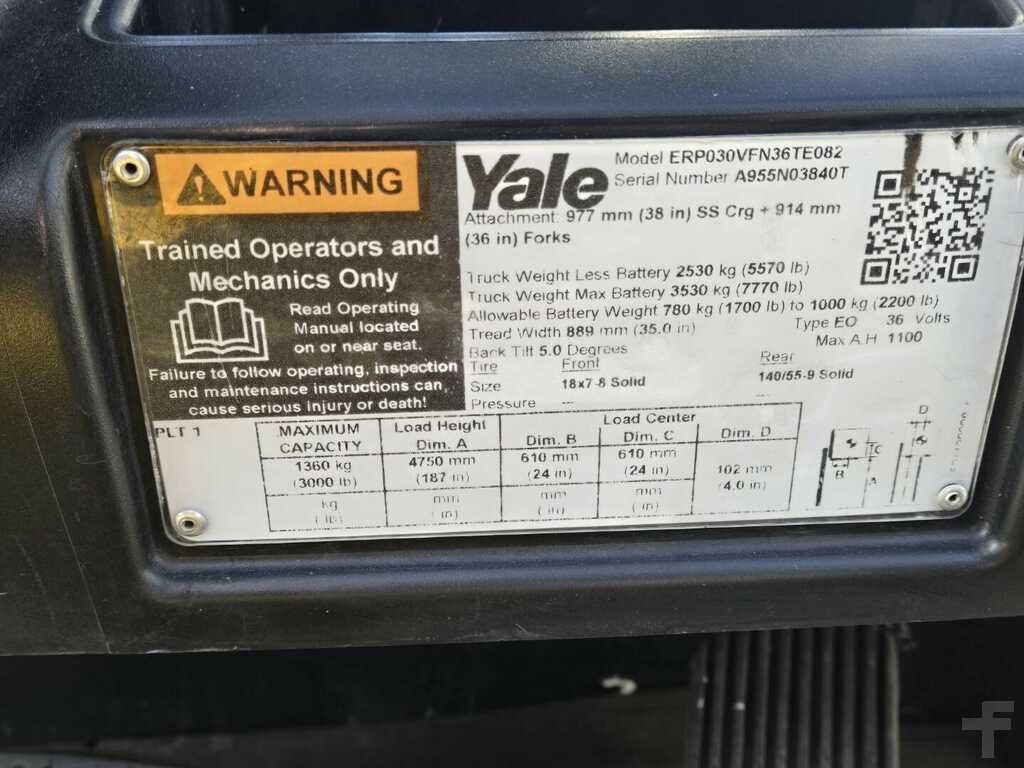 WARNING
Trained Operators and
Mechanics Only
Read Operating
Manual located
on or near seat.
Failure to follow operating, inspection
and maintenance instructions can
cause serious injury or death!
Yale
Model ERP030VFN36TE082
Serial Number A955N03840T
Attachment: 977 mm (38 in) SS Crg + 914 mm
(36 in) Forks
Truck Weight Less Battery 2530 kg (5570 lb)
Truck Weight Max Battery 3530 kg (7770 lb)
Allowable Battery Weight 780 kg (1700 lb) to 1000 kg (2200 lb)
Tread Width 889 mm (35.0 in) Type EO 36 Volts
Back Tilt 5.0 Degrees Max A.H 1100
Tire Front Rear
Size 18x7-8 Solid 140/55-9 Solid
Pressure -- ---
PLT 1
MAXIMUM CAPACITY Load Height Dim. A Load Center Dim. B Dim. C Dim. D
1360 kg 4750 mm 610 mm 610 mm 102 mm
(3000 lb) (187 in) (24 in) (24 in) (4.0 in)
kg mm mm mm
(lb) (in) (in) (in)
D
C
B A